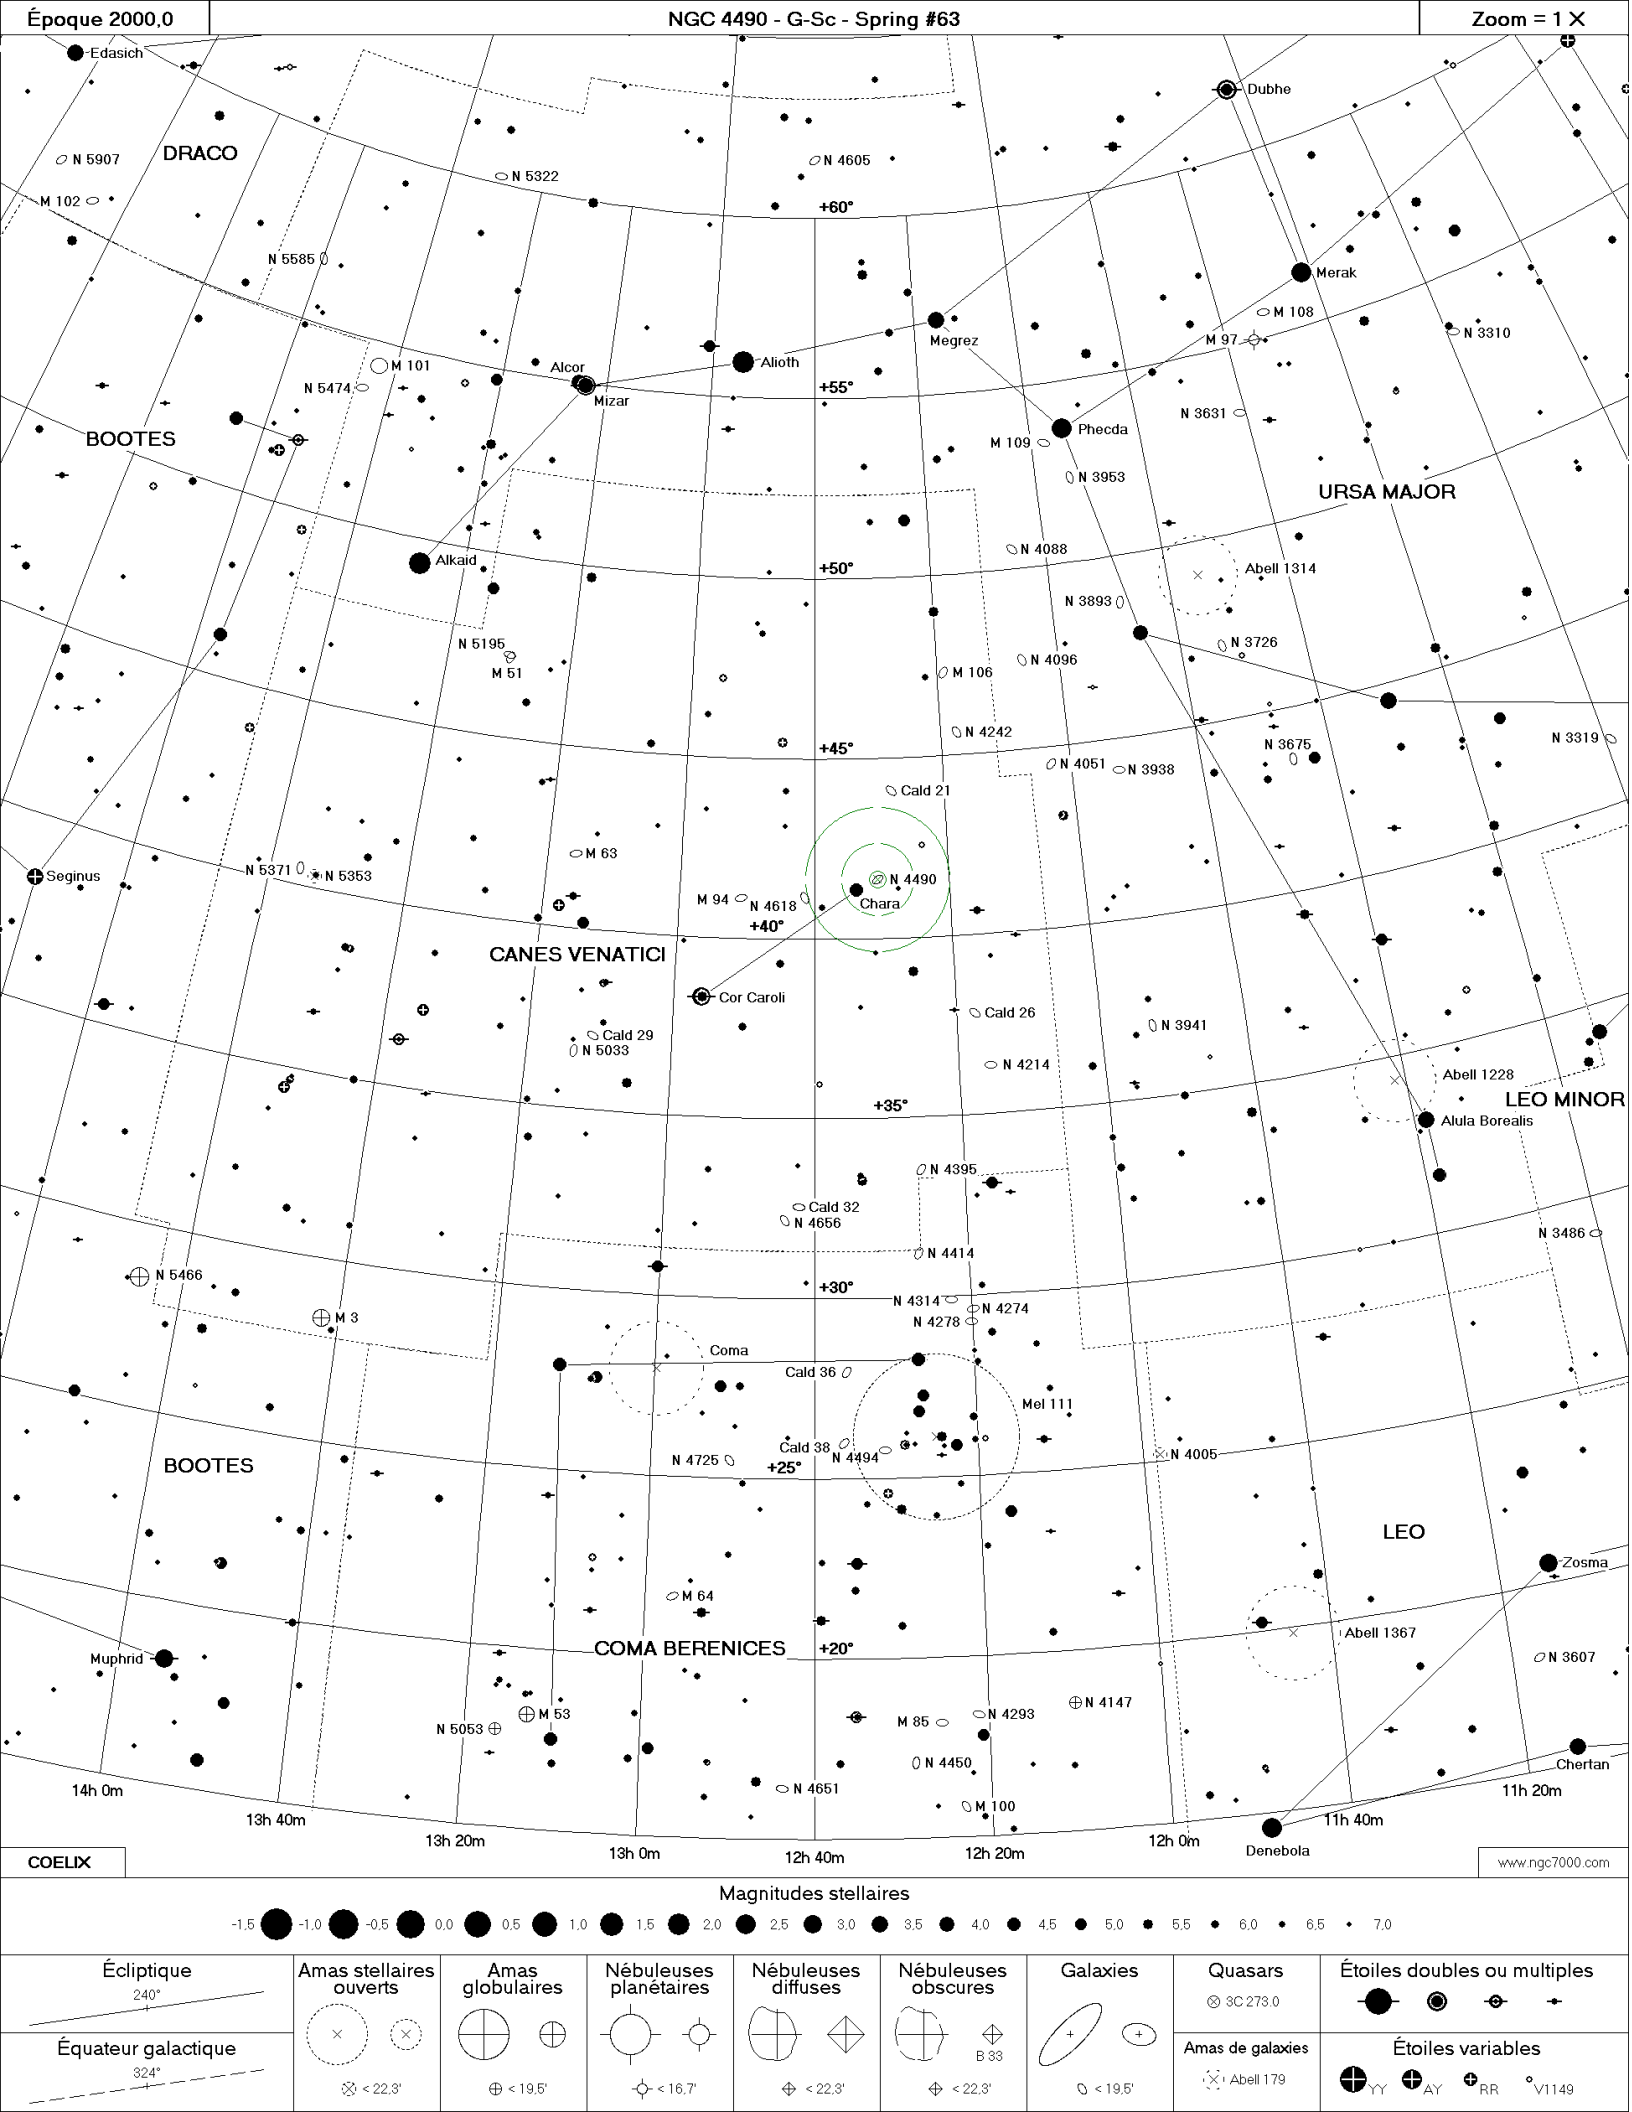 Époque 2000,0
NGC 4490 - G-Sc - Spring #63
Zoom = 1 X
Edasich
Dubhe
DRACO
N 5907
N 4605
N 5322
M 102
+60°
N 5585
Merak
M 108
Megrez
M 97
N 3310
M 101
Alcor
Alioth
N 5474
+55°
Mizar
N 3631
BOOTES
Phecda
M 109
N 3953
URSA MAJOR
N 4088
Alkaid
+50°
Abell 1314
N 3893
N 5195
N 3726
M 51
N 4096
M 106
N 4242
+45°
N 3675
N 3319
N 4051
N 3938
Cald 21
M 63
N 5371
N 5353
Seginus
N 4490
M 94
N 4618
Chara
+40°
CANES VENATICI
Cor Caroli
Cald 26
N 3941
Cald 29
N 5033
N 4214
Abell 1228
+35°
LEO MINOR
Alula Borealis
N 4395
Cald 32
N 4656
N 3486
N 4414
N 5466
+30°
N 4314
N 4274
M 3
N 4278
Coma
Cald 36
Mel 111
Cald 38
N 4494
N 4005
N 4725
+25°
BOOTES
LEO
Zosma
M 64
Abell 1367
COMA BERENICES
+20°
Muphrid
N 3607
N 4147
M 53
N 5053
M 85
N 4293
N 4450
Chertan
N 4651
M 100
14h 0m
13h 40m
13h 20m
13h 0m
12h 40m
12h 20m
12h 0m
11h 40m
11h 20m
Denebola
COELIX
www.ngc7000.com
Magnitudes stellaires
-1,5 -1,0 -0,5 0,0 0,5 1,0 1,5 2,0 2,5 3,0 3,5 4,0 4,5 5,0 5,5 6,0 6,5 7,0
Écliptique
240°
Équateur galactique
324°
Amas stellaires
ouverts
< 22,3'
Amas
globulaires
< 19,5'
Nébuleuses
planétaires
< 16,7'
Nébuleuses
diffuses
< 22,3'
Nébuleuses
obscures
B 33
< 22,3'
Galaxies
< 19,5'
Quasars
3C 273.0
Amas de galaxies
Abell 179
Étoiles doubles ou multiples
Étoiles variables
YY AY RR V1149